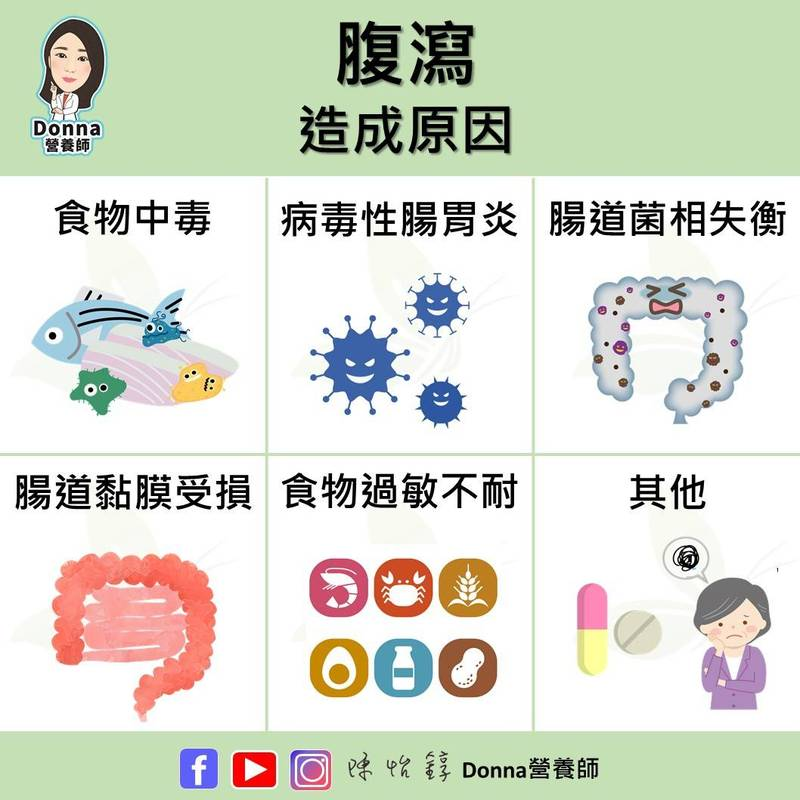 Donna
營養師
腹瀉
造成原因
食物中毒
病毒性腸胃炎
腸道菌相失衡
腸道黏膜受損
食物過敏不耐
其他
陳怡錞 Donna營養師